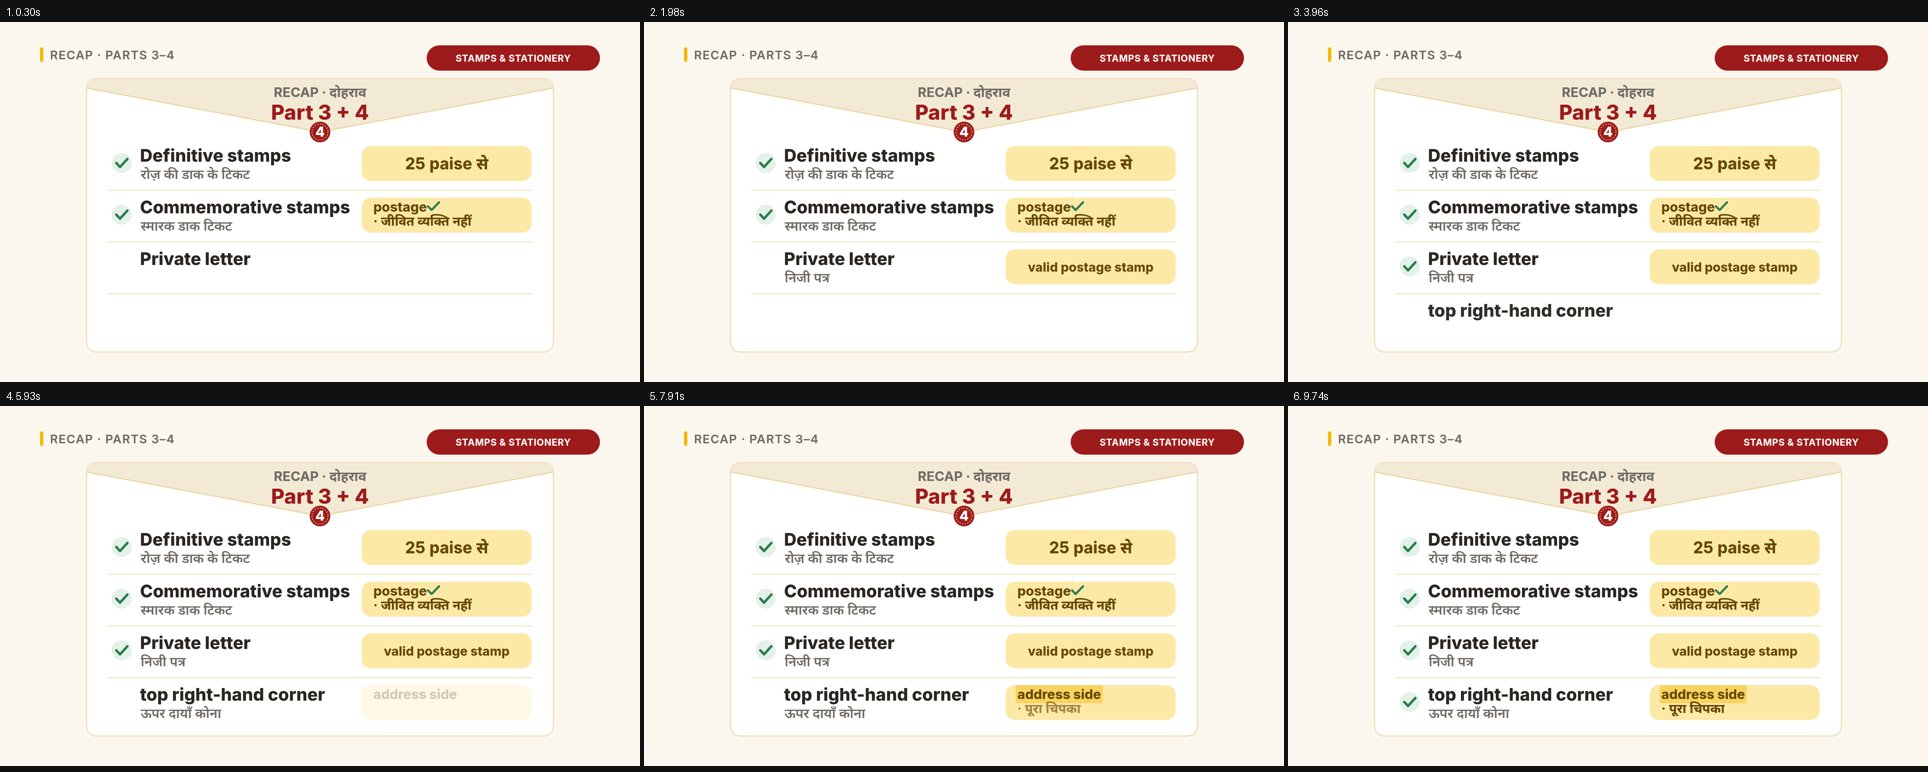 1. 0.30s
RECAP · PARTS 3–4
STAMPS & STATIONERY
RECAP · दोहराव
Part 3 + 4
4
Definitive stamps
रोज़ की डाक के टिकट
25 paise से
Commemorative stamps
स्मारक डाक टिकट
postage✓
· जीवित व्यक्ति नहीं
Private letter
2. 1.98s
RECAP · PARTS 3–4
STAMPS & STATIONERY
RECAP · दोहराव
Part 3 + 4
4
Definitive stamps
रोज़ की डाक के टिकट
25 paise से
Commemorative stamps
स्मारक डाक टिकट
postage✓
· जीवित व्यक्ति नहीं
Private letter
निजी पत्र
valid postage stamp
3. 3.96s
RECAP · PARTS 3–4
STAMPS & STATIONERY
RECAP · दोहराव
Part 3 + 4
4
Definitive stamps
रोज़ की डाक के टिकट
25 paise से
Commemorative stamps
स्मारक डाक टिकट
postage✓
· जीवित व्यक्ति नहीं
Private letter
निजी पत्र
valid postage stamp
top right-hand corner
4. 5.93s
RECAP · PARTS 3–4
STAMPS & STATIONERY
RECAP · दोहराव
Part 3 + 4
4
Definitive stamps
रोज़ की डाक के टिकट
25 paise से
Commemorative stamps
स्मारक डाक टिकट
postage✓
· जीवित व्यक्ति नहीं
Private letter
निजी पत्र
valid postage stamp
top right-hand corner
ऊपर दायाँ कोना
address side
5. 7.91s
RECAP · PARTS 3–4
STAMPS & STATIONERY
RECAP · दोहराव
Part 3 + 4
4
Definitive stamps
रोज़ की डाक के टिकट
25 paise से
Commemorative stamps
स्मारक डाक टिकट
postage✓
· जीवित व्यक्ति नहीं
Private letter
निजी पत्र
valid postage stamp
top right-hand corner
ऊपर दायाँ कोना
address side
· पूरा चिपका
6. 9.74s
RECAP · PARTS 3–4
STAMPS & STATIONERY
RECAP · दोहराव
Part 3 + 4
4
Definitive stamps
रोज़ की डाक के टिकट
25 paise से
Commemorative stamps
स्मारक डाक टिकट
postage✓
· जीवित व्यक्ति नहीं
Private letter
निजी पत्र
valid postage stamp
top right-hand corner
ऊपर दायाँ कोना
address side
· पूरा चिपका